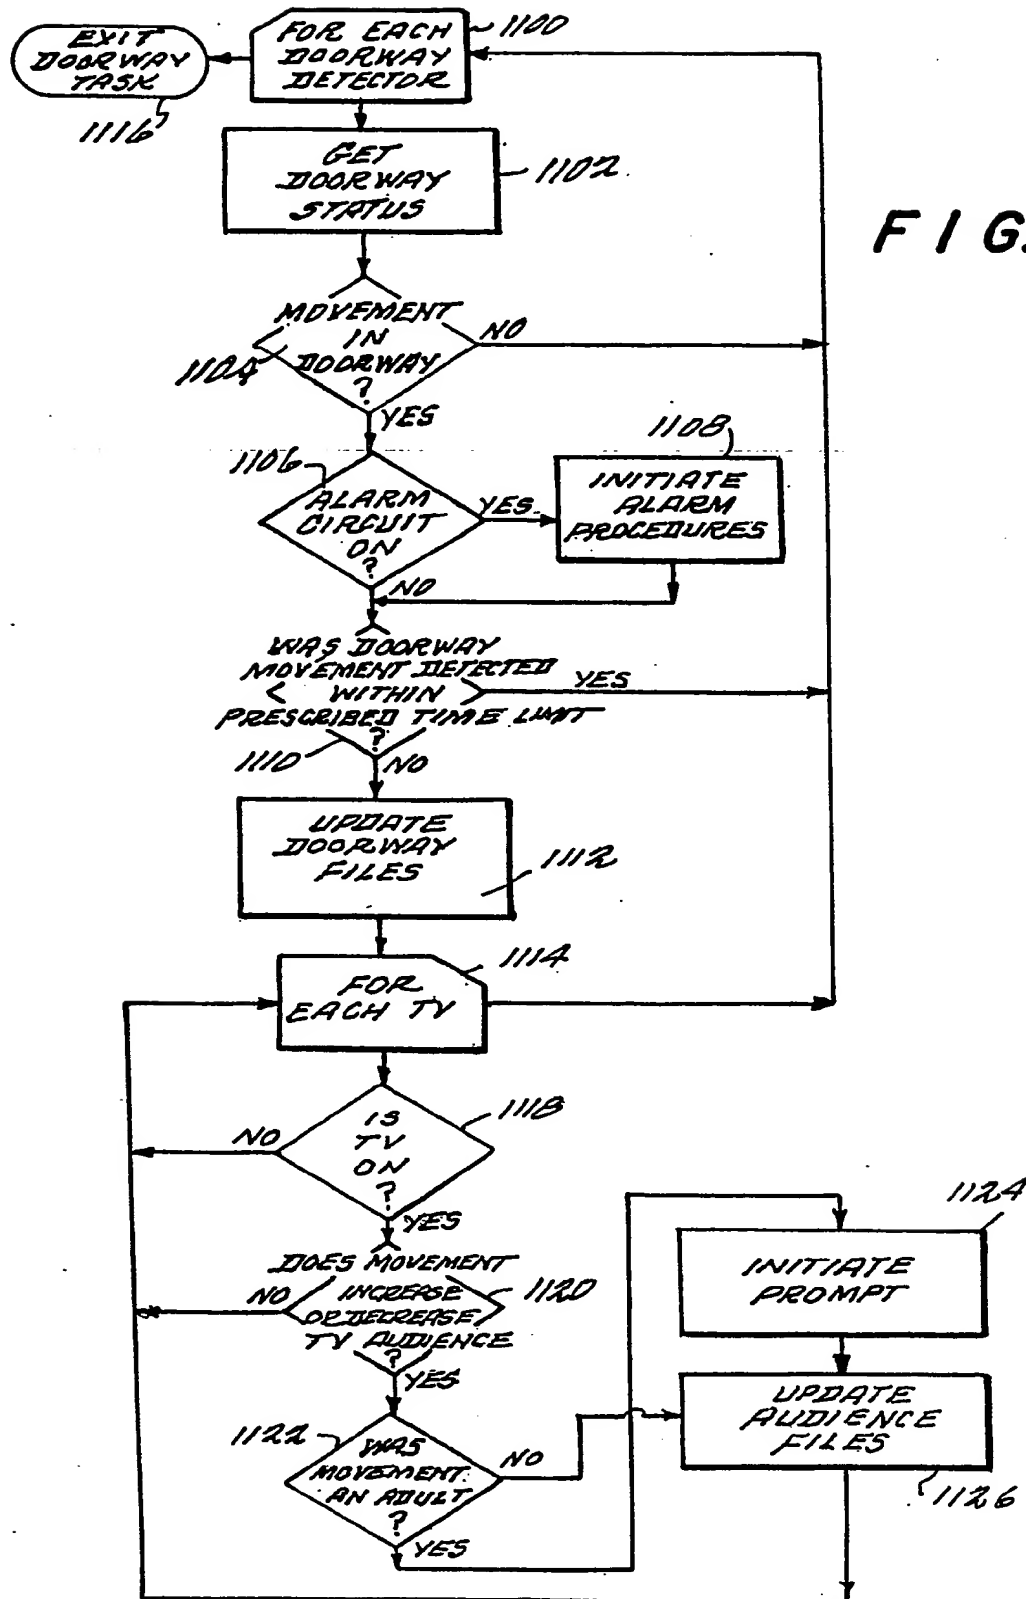 EXIT
DOORWAY
TASK
1116
FOR EACH
DOORWAY
DETECTOR
1100
GET
DOORWAY
STATUS
1102
FIG.
MOVEMENT
IN
DOORWAY
?
1104
NO
YES
1106
ALARM
CIRCUIT
ON
?
YES
NO
1108
INITIATE
ALARM
PROCEDURES
WAS DOORWAY
MOVEMENT DETECTED
WITHIN
PRESCRIBED TIME LIMIT
?
YES
1110
NO
UPDATE
DOORWAY
FILES
1112
FOR
EACH TV
1114
IS
TV
ON
?
1118
NO
YES
DOES MOVEMENT
INCREASE
OR DECREASE
TV AUDIENCE
?
1120
NO
YES
1122
WAS
MOVEMENT
AN ADULT
?
NO
YES
1124
INITIATE
PROMPT
UPDATE
AUDIENCE
FILES
1126